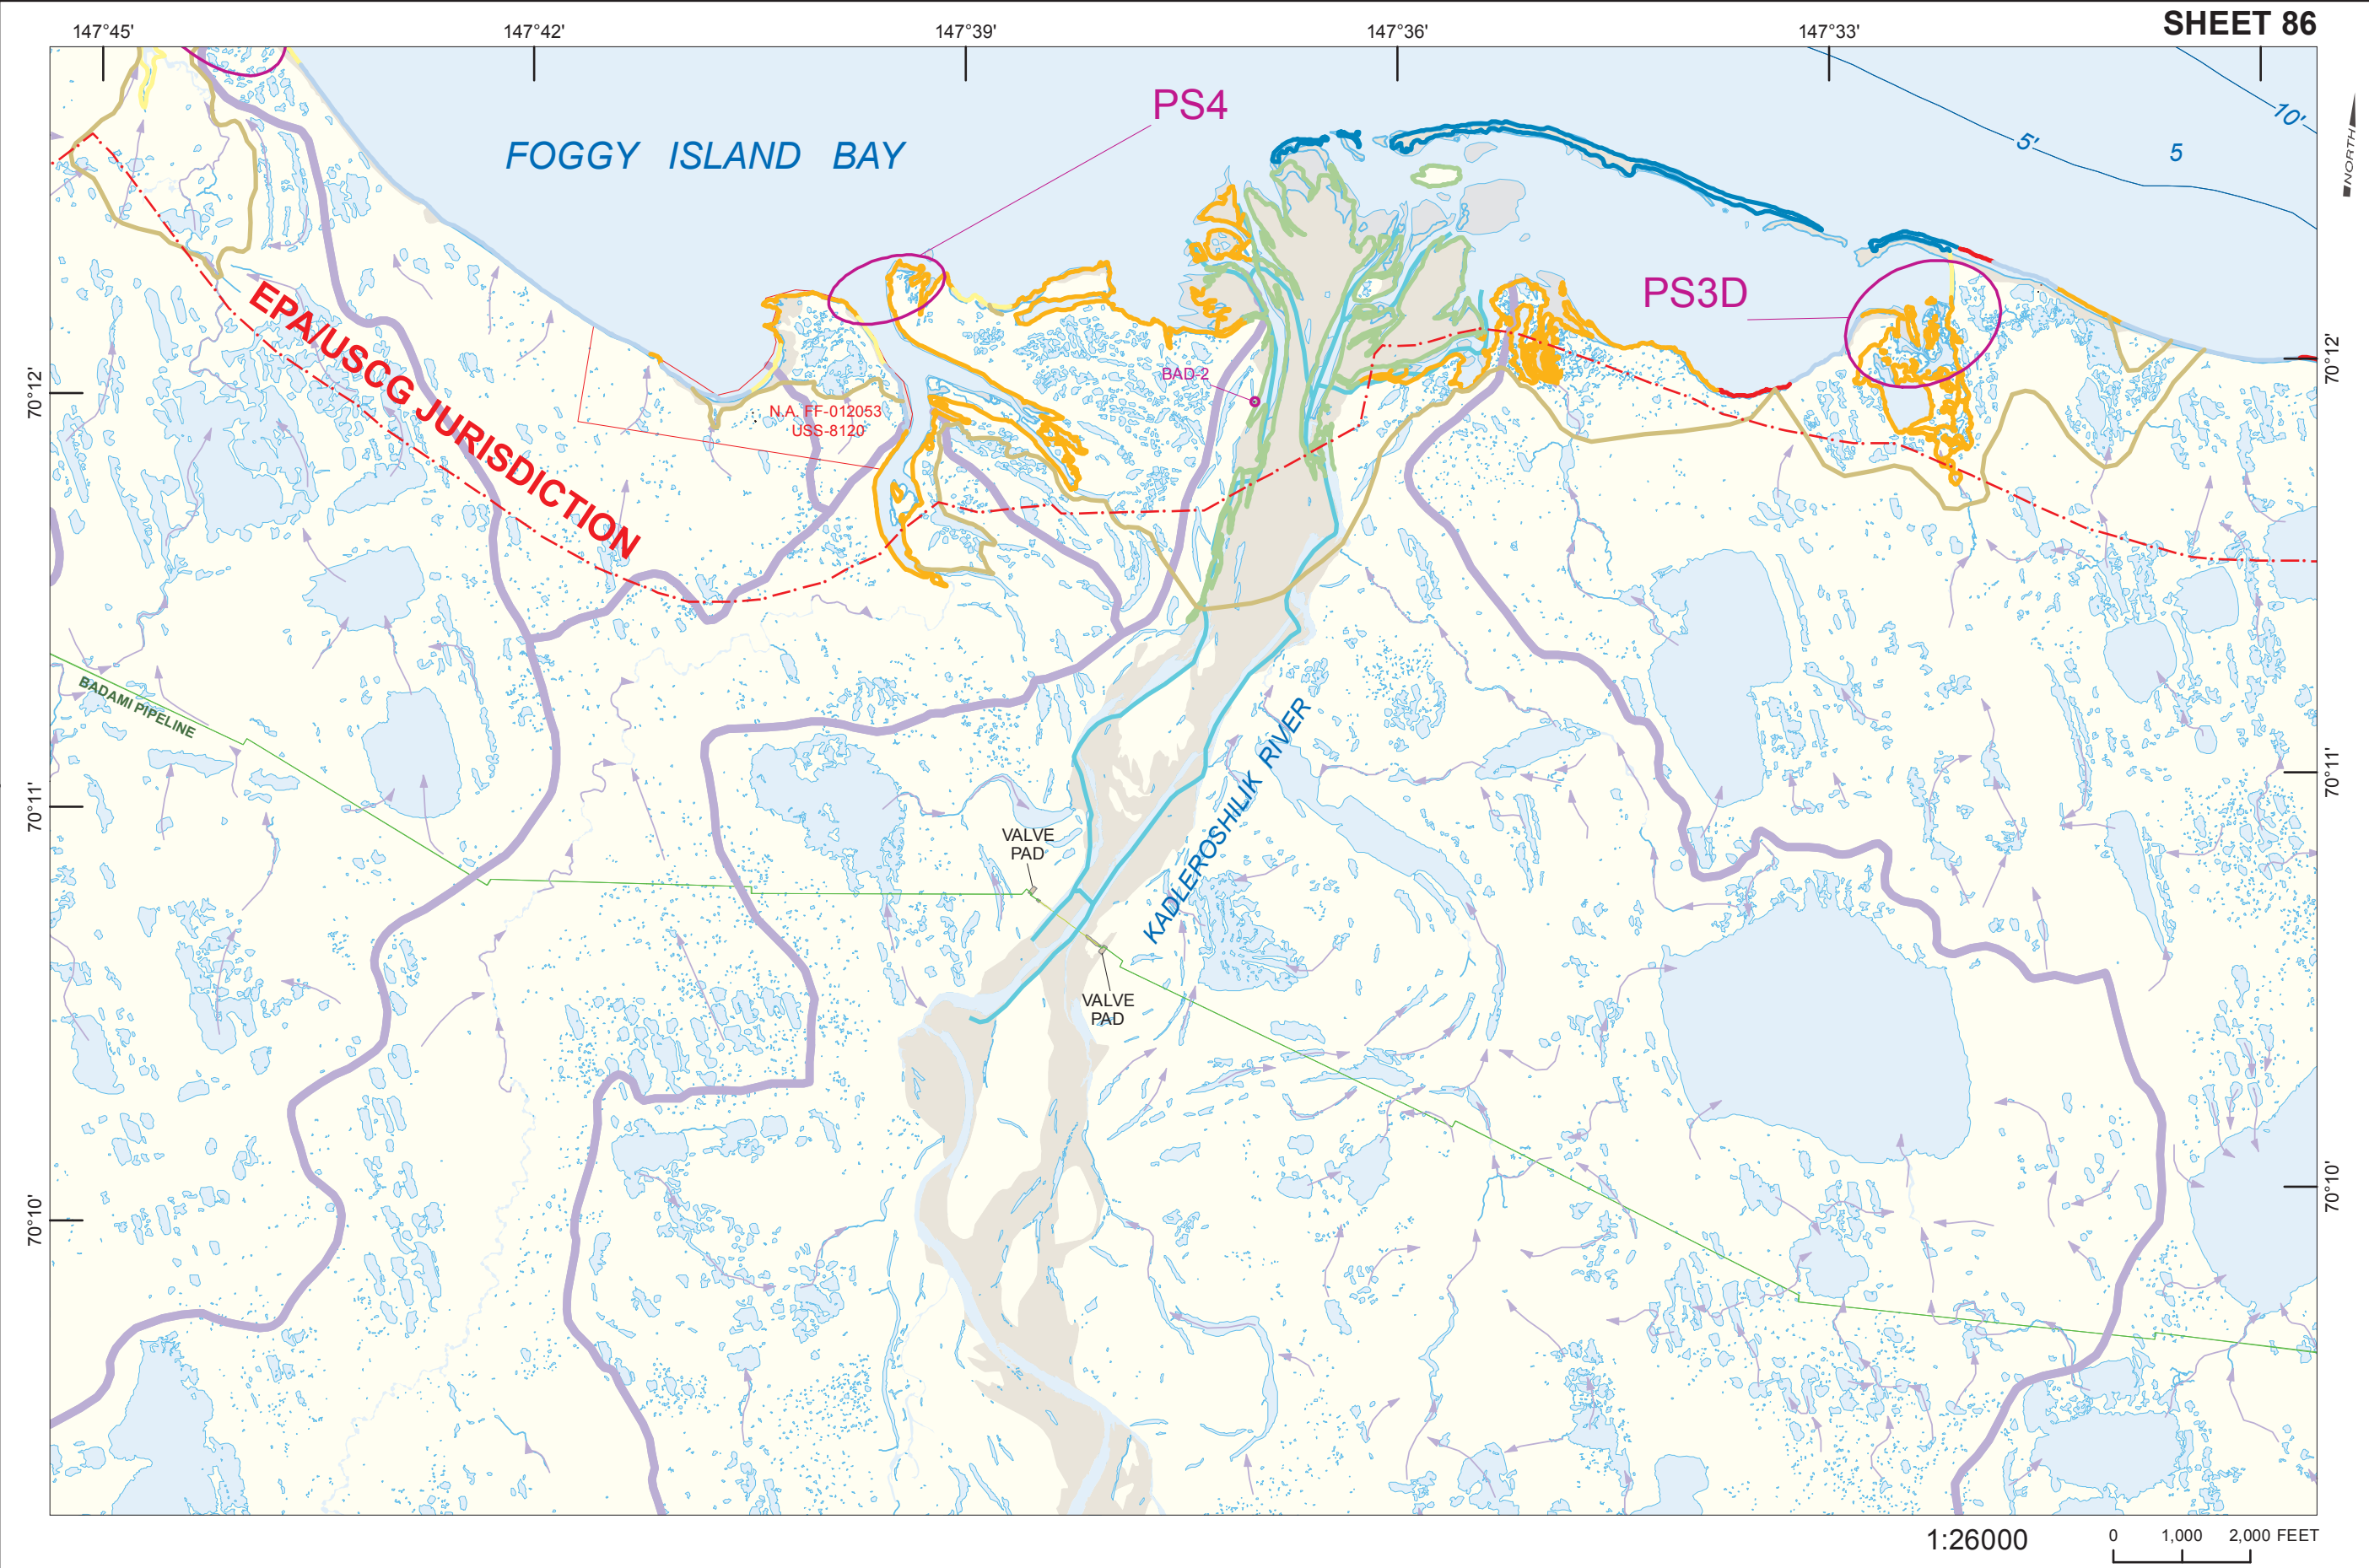 SHEET 86
147°45'
147°42'
147°39'
147°36'
147°33'
PS4
FOGGY ISLAND BAY
10'
5'
5
NORTH
PS3D
EPA/USCG JURISDICTION
70°12'
70°12'
BAD-2
N.A. FF-012053
USS-8120
BADAMI PIPELINE
KADLEROSHILIK RIVER
70°11'
70°11'
VALVE
PAD
VALVE
PAD
70°10'
70°10'
1:26000
0 1,000 2,000 FEET